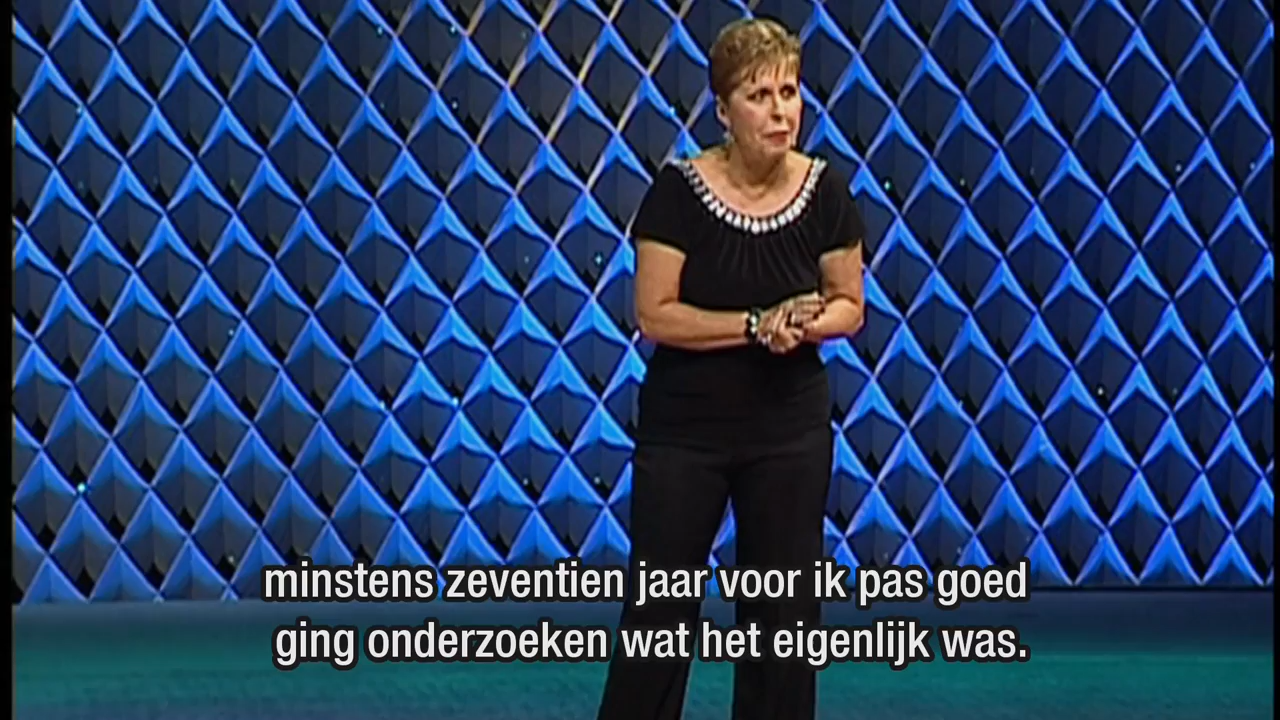 minstens zeventien jaar voor ik pas goed
ging onderzoeken wat het eigenlijk was.